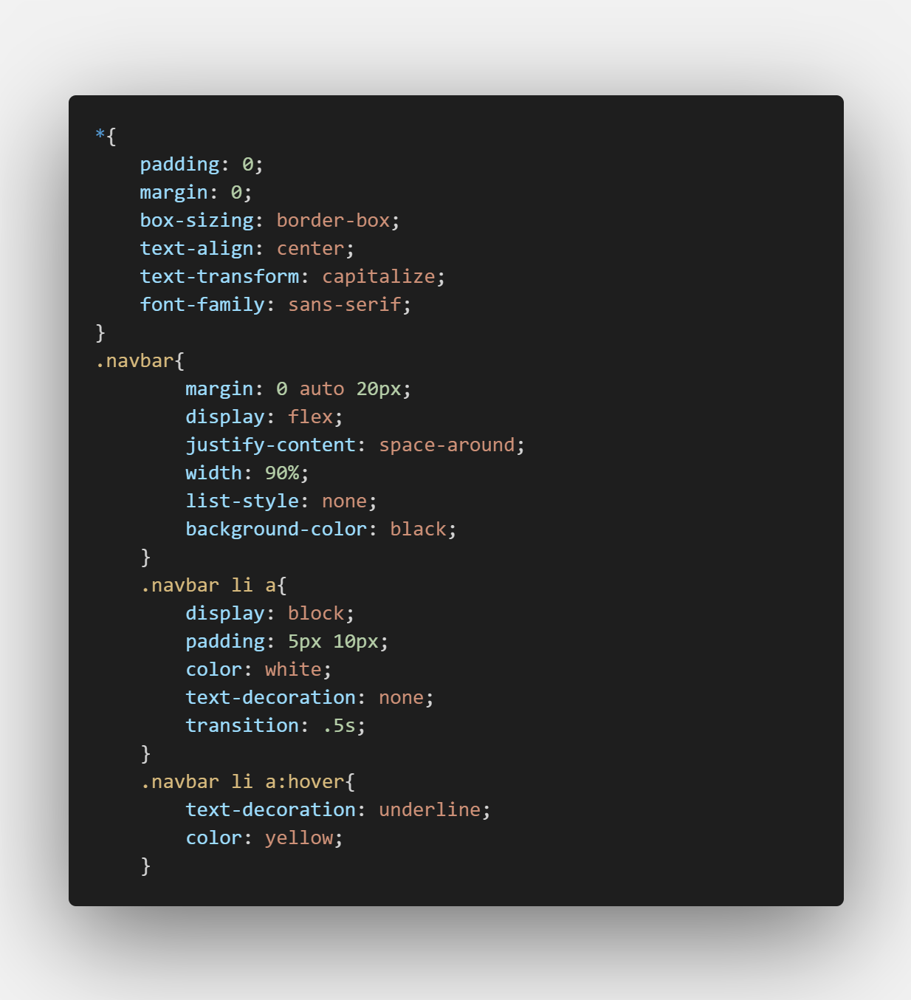 *{
    padding: 0;
    margin: 0;
    box-sizing: border-box;
    text-align: center;
    text-transform: capitalize;
    font-family: sans-serif;
}
.navbar{
        margin: 0 auto 20px;
        display: flex;
        justify-content: space-around;
        width: 90%;
        list-style: none;
        background-color: black;
    }
    .navbar li a{
        display: block;
        padding: 5px 10px;
        color: white;
        text-decoration: none;
        transition: .5s;
    }
    .navbar li a:hover{
        text-decoration: underline;
        color: yellow;
    }